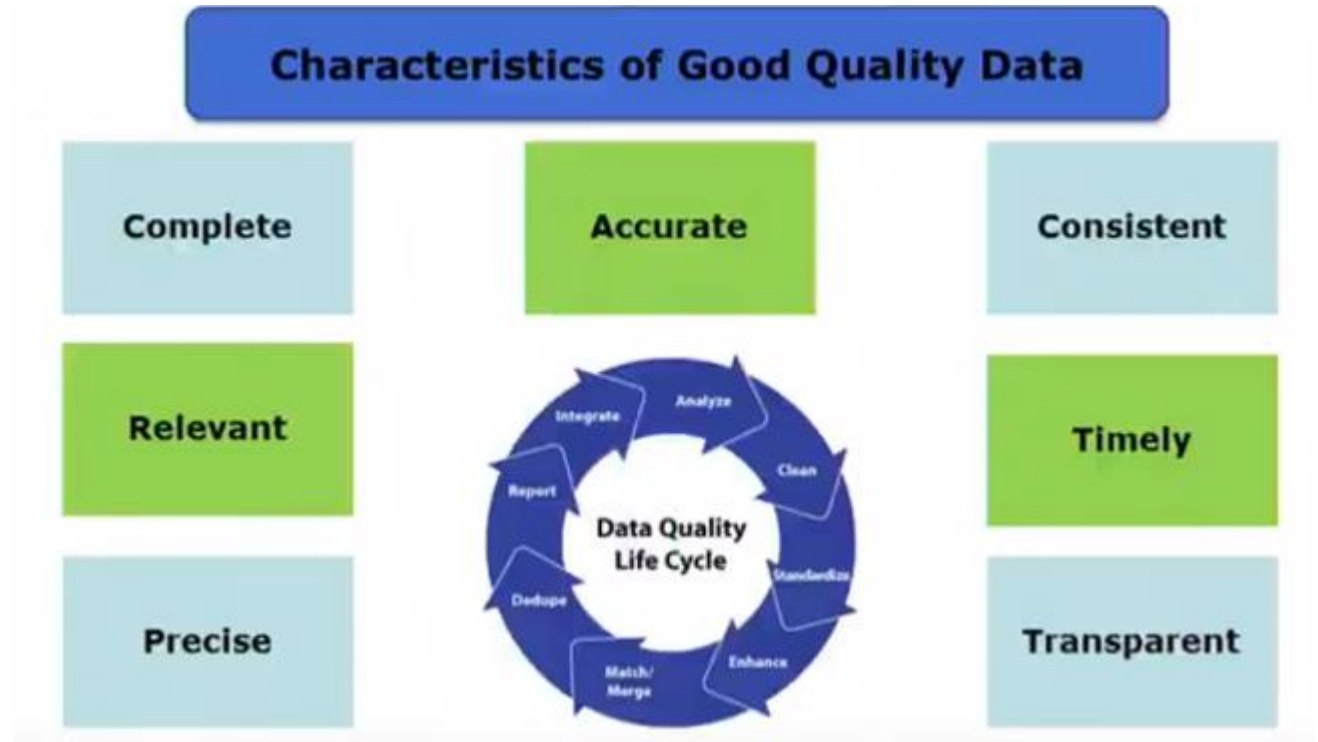 Characteristics of Good Quality Data
Complete
Accurate
Consistent
Relevant
Timely
Precise
Transparent
Data Quality
Life Cycle
Analyze
Clean
Standardize
Enhance
Match/
Merge
Dedupe
Report
Integrate